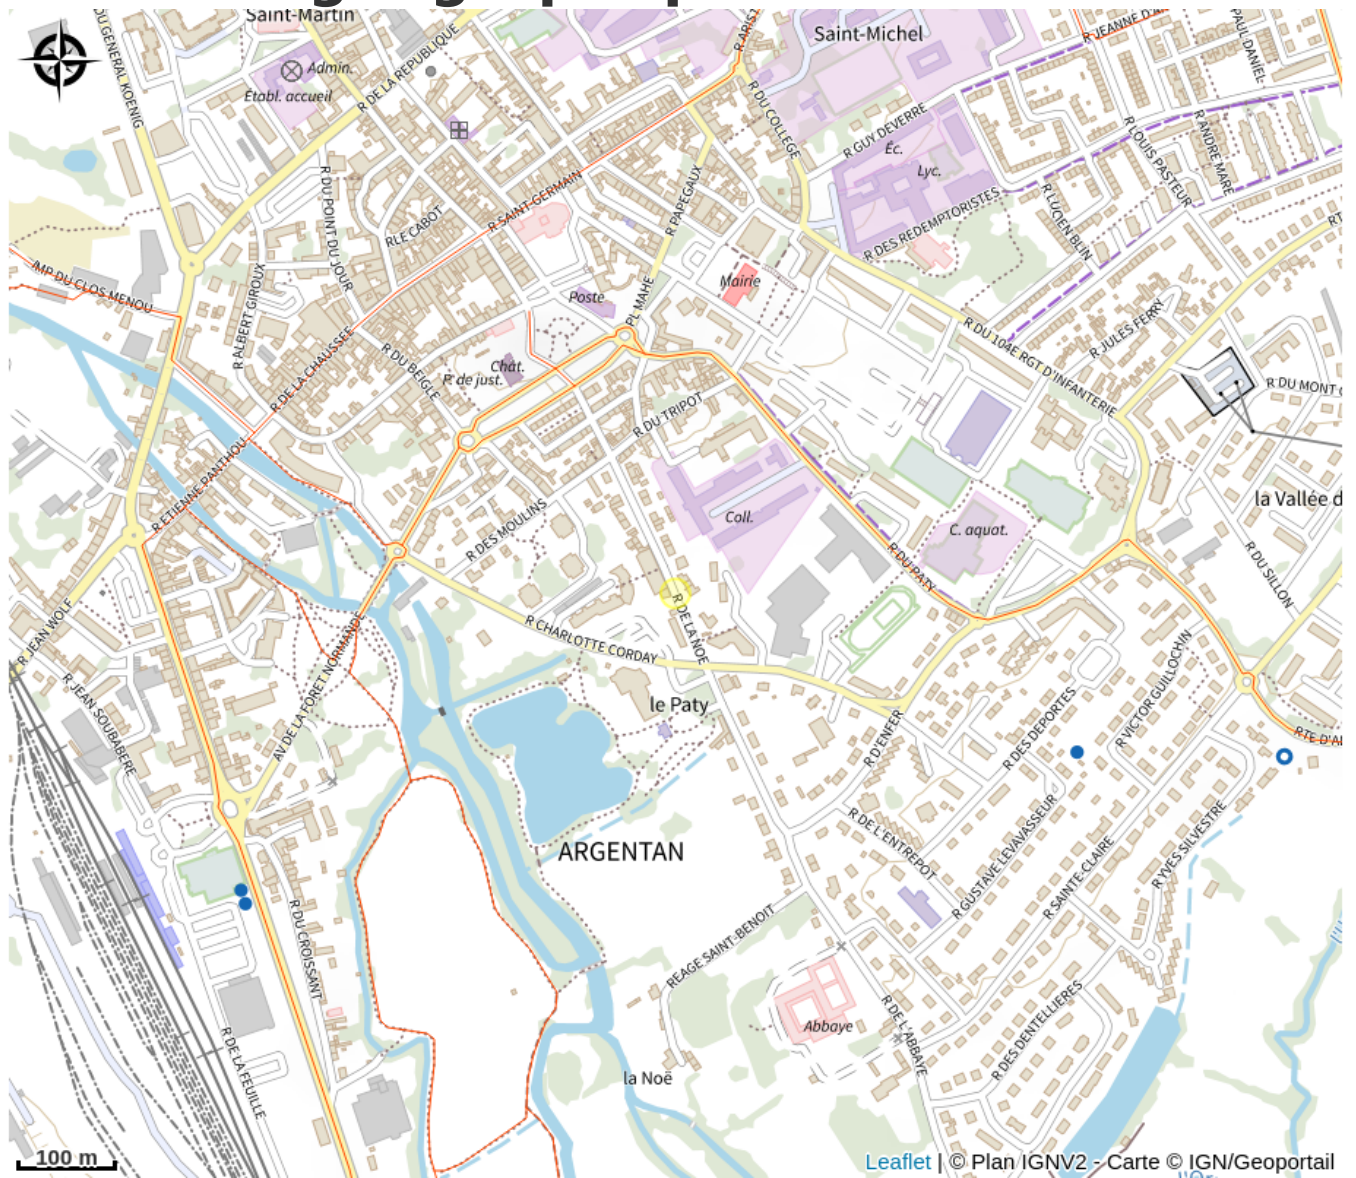 Saint-Martin
Saint-Michel
R JEANNE D'A
PAUL DANIEL
DU GENERAL KOENIG
Admin.
Établ. accueil
R DE LA REPUBLIQUE
R ARIS
R DU COLLEGE
R GUY DEVERRE
Éc.
Lyc.
R LOUIS PASTEUR
R ANDRE MARE
R DU POINT DU JOUR
RLE CABOT
R SAINT-GERMAIN
R PAPEGAUX
R DES REDEMPTORISTES
R LUCIEN BLIN
RT
IMP DU CLOS MENOU
R ALBERT GIROUX
Poste
Mairie
PL MAHE
R DU 104E RGT D'INFANTERIE
R JULES FERRY
R DE LA CHAUSSEE
R DU BEIGLE
Chât.
P. de just.
R DU MONT
R DU TRIPOT
R ETIENNE PANTHOU
la Vallée d
R DES MOULINS
Coll.
C. aquat.
R DU PATY
R DU SILLON
R JEAN WOLF
R CHARLOTTE CORDAY
R DE LA NOE
R JEAN SOUBABERE
AV DE LA FORET NORMANDE
le Paty
R D'ENFER
R DES DEPORTES
R VICTOR GUILLOCHIN
RTE D'A
ARGENTAN
R DE L'ENTREPOT
R GUSTAVE LEVAVASSEUR
R SAINTE-CLAIRE
R YVES SILVESTRE
R DU CROISSANT
REAGE SAINT-BENOIT
Abbaye
R DE L'ABBAYE
R DES DENTELLIERES
R DE LA FEUILLE
la Noë
100 m
Leaflet | © Plan IGNV2 - Carte © IGN/Geoportail